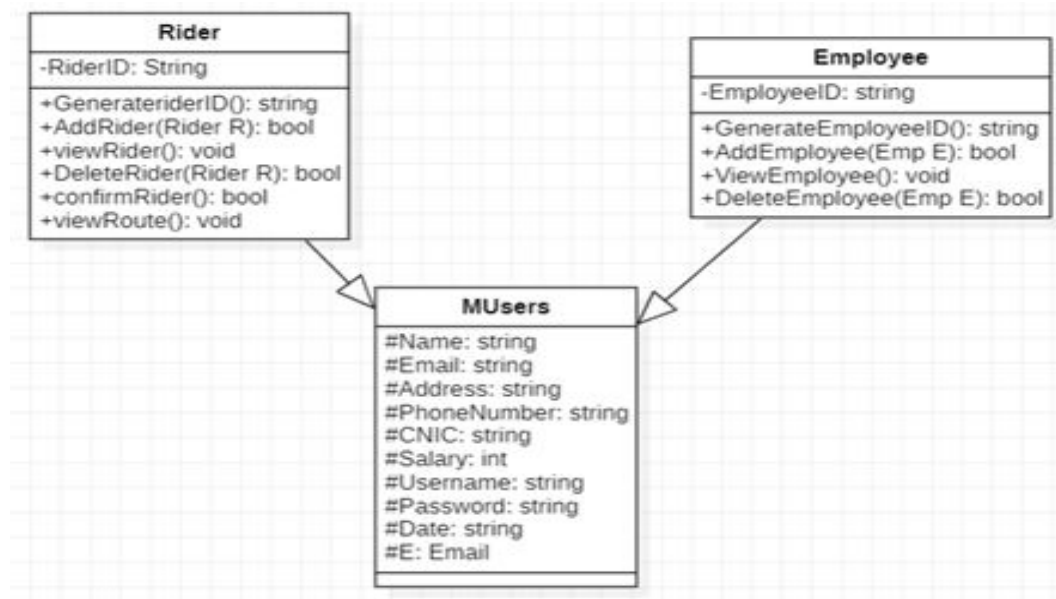 Rider
-RiderID: String
+GenerateriderID(): string
+AddRider(Rider R): bool
+viewRider(): void
+DeleteRider(Rider R): bool
+confirmRider(): bool
+viewRoute(): void
Employee
-EmployeeID: string
+GenerateEmployeeID(): string
+AddEmployee(Emp E): bool
+ViewEmployee(): void
+DeleteEmployee(Emp E): bool
MUsers
#Name: string
#Email: string
#Address: string
#PhoneNumber: string
#CNIC: string
#Salary: int
#Username: string
#Password: string
#Date: string
#E: Email